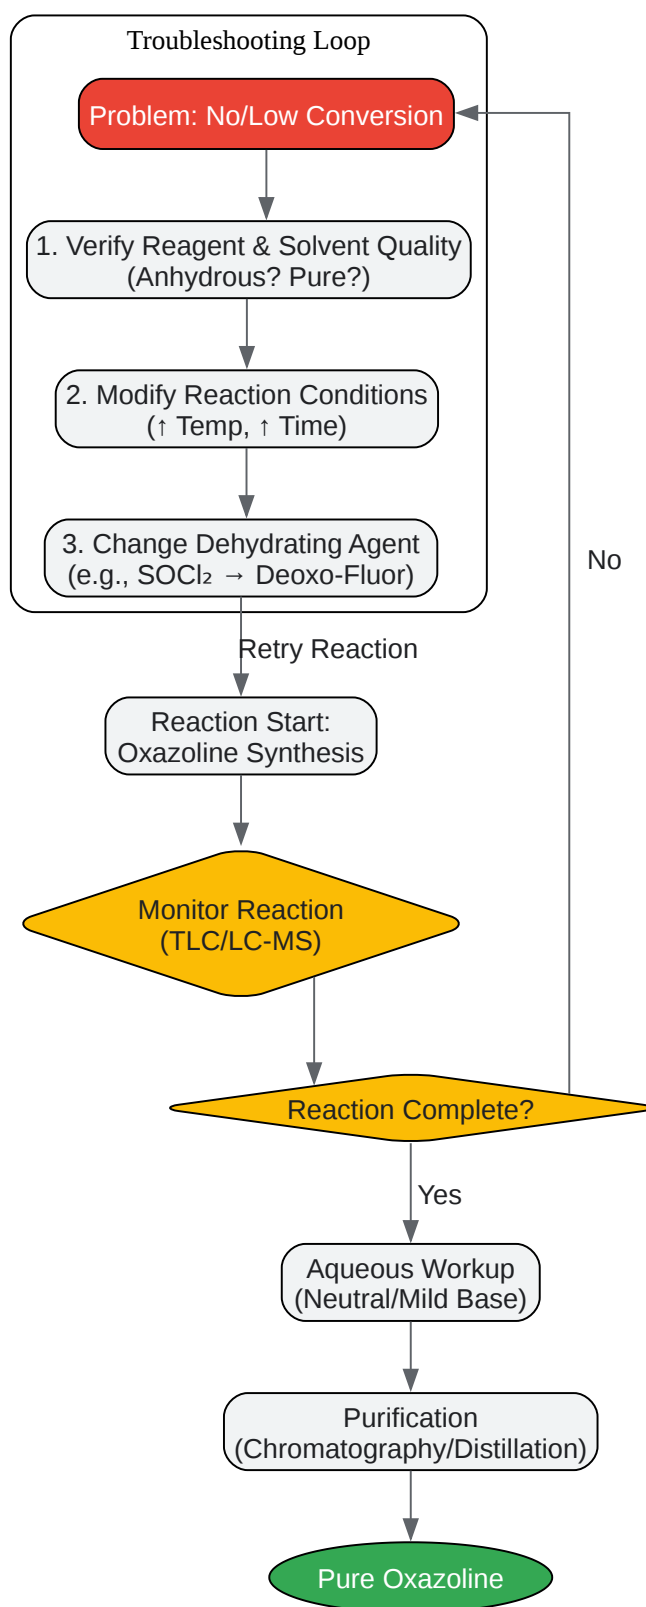 Troubleshooting Loop
Problem: No/Low Conversion
1. Verify Reagent & Solvent Quality
(Anhydrous? Pure?)
2. Modify Reaction Conditions
(↑ Temp, ↑ Time)
3. Change Dehydrating Agent
(e.g., SOCl₂ → Deoxo-Fluor)
No
Retry Reaction
Reaction Start:
Oxazoline Synthesis
Monitor Reaction
(TLC/LC-MS)
Reaction Complete?
Yes
Aqueous Workup
(Neutral/Mild Base)
Purification
(Chromatography/Distillation)
Pure Oxazoline